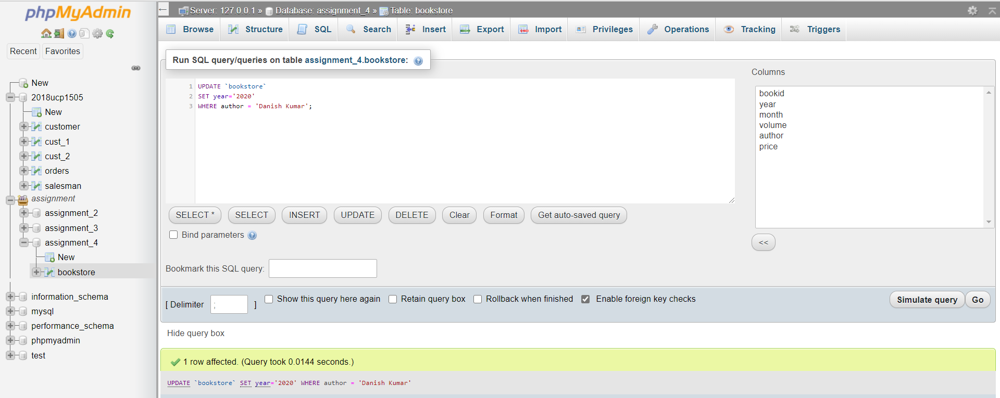 phpMyAdmin
Recent
Favorites
New
2018ucp1505
New
customer
cust_1
cust_2
orders
salesman
assignment
assignment_2
assignment_3
assignment_4
New
bookstore
information_schema
mysql
performance_schema
phpmyadmin
test
← Server: 127.0.0.1 » Database: assignment_4 » Table: bookstore
Browse Structure SQL Search Insert Export Import Privileges Operations Tracking Triggers
Run SQL query/queries on table assignment_4.bookstore:
1 UPDATE `bookstore`
2 SET year='2020'
3 WHERE author = 'Danish Kumar';
Columns
bookid
year
month
volume
author
price
<<
SELECT * SELECT INSERT UPDATE DELETE Clear Format Get auto-saved query
Bind parameters
Bookmark this SQL query:
[ Delimiter ; ] Show this query here again Retain query box Rollback when finished Enable foreign key checks Simulate query Go
Hide query box
1 row affected. (Query took 0.0144 seconds.)
UPDATE `bookstore` SET year='2020' WHERE author = 'Danish Kumar'